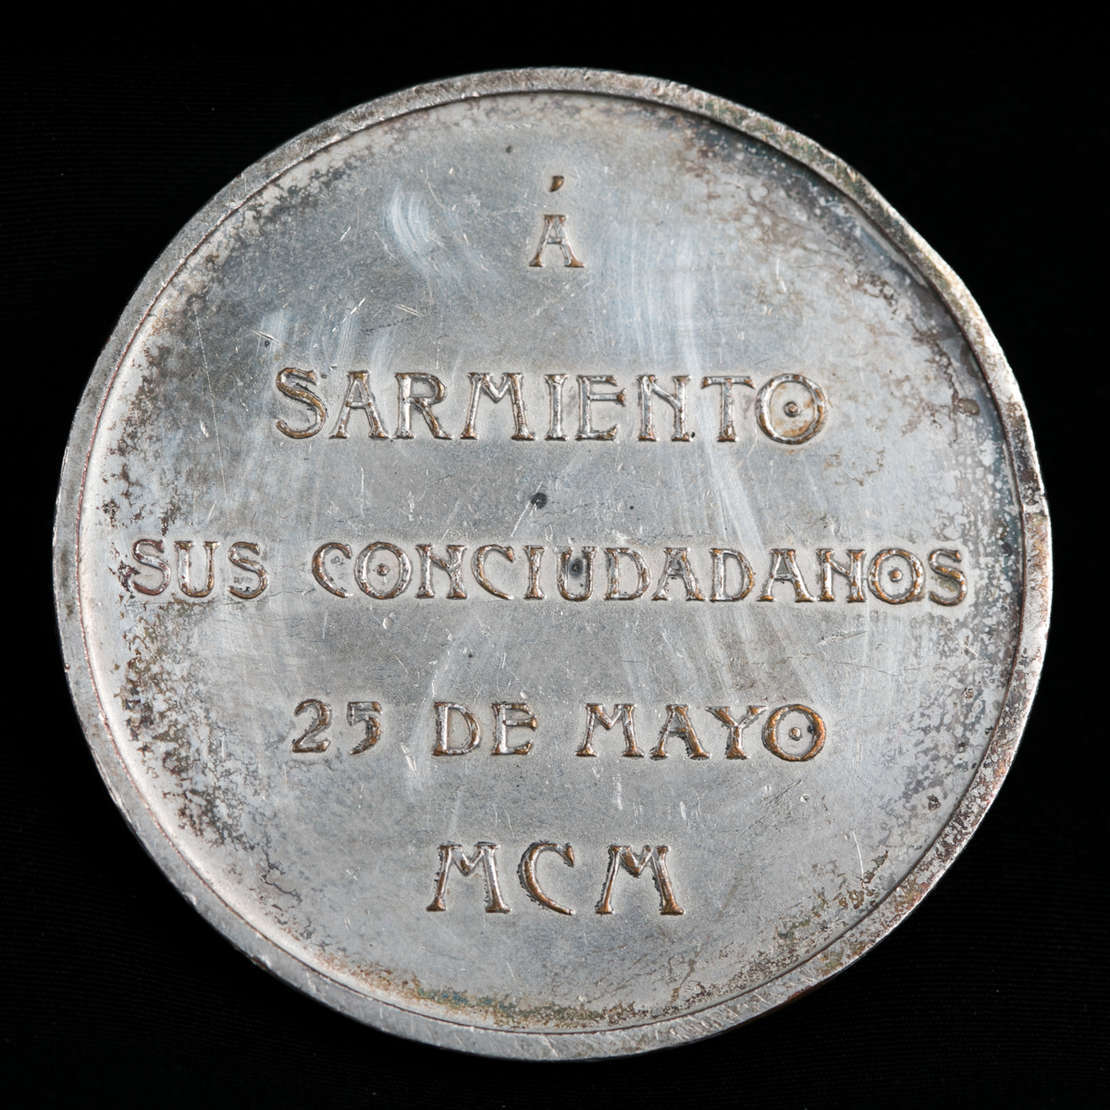 Á
SARMIENTO
SUS CONCIUDADANOS
25 DE MAYO
MCM